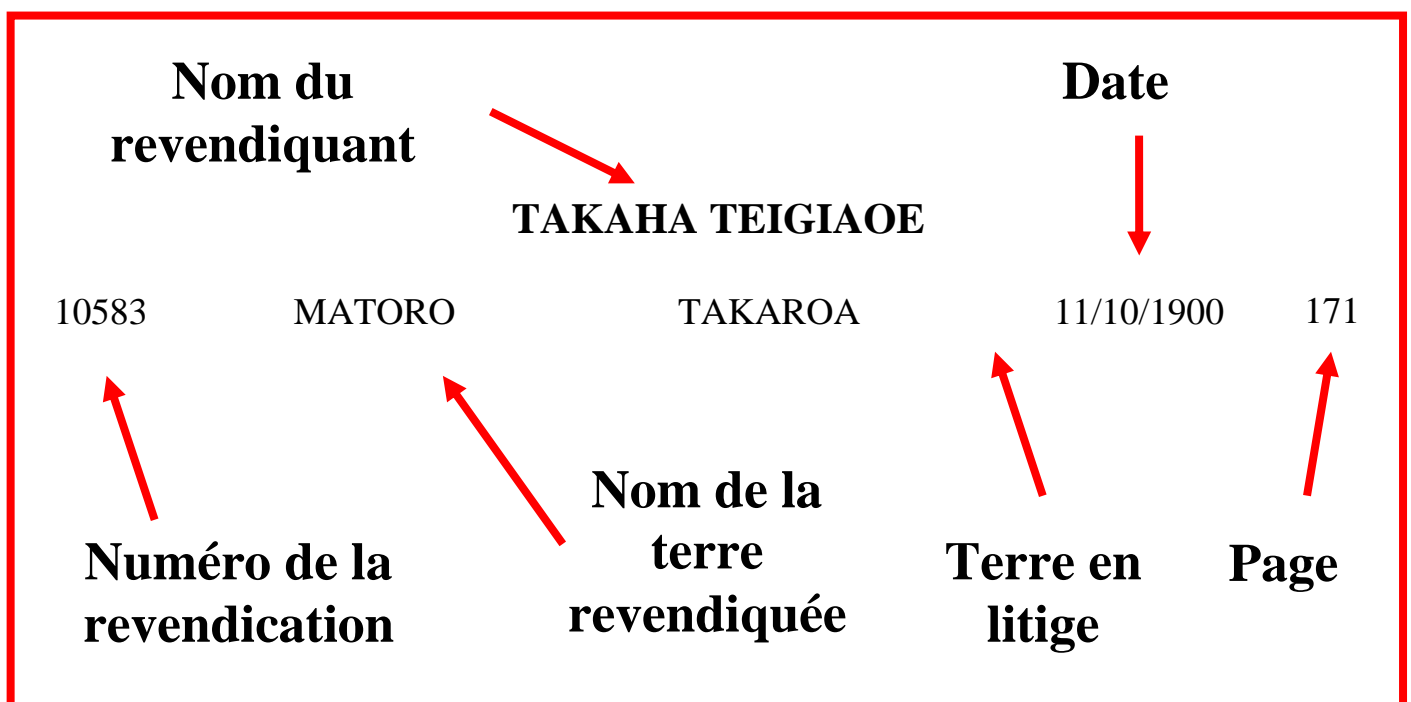 Nom du
revendiquant
Date
TAKAHA TEIGIAOE
10583 MATORO TAKAROA 11/10/1900 171
Numéro de la
revendication
Nom de la
terre
revendiquée
Terre en
litige
Page